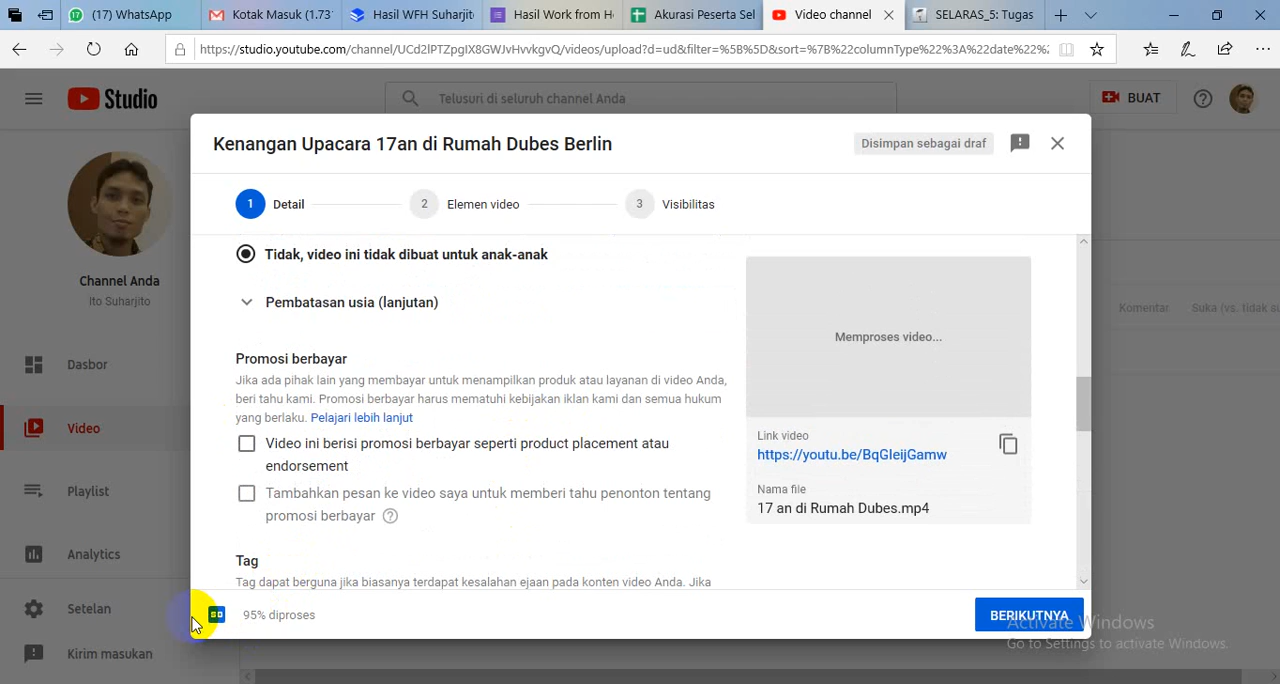 (17) WhatsApp
Kotak Masuk (1.73
Hasil WFH Suharjit
Hasil Work from H
Akurasi Peserta Sel
Video channel
SELARAS_5: Tugas
https://studio.youtube.com/channel/UCd2lPTZpglX8GWJvHvvkgvQ/videos/upload?d=ud&filter=%5B%5D&sort=%7B%22columnType%22%3A%22date%22%
Studio
Telusuri di seluruh channel Anda
BUAT
Kenangan Upacara 17an di Rumah Dubes Berlin
Disimpan sebagai draf
1 Detail
2 Elemen video
3 Visibilitas
Tidak, video ini tidak dibuat untuk anak-anak
Channel Anda
Ito Suharjito
Pembatasan usia (lanjutan)
Komentar
Suka (vs. tidak su
Memproses video...
Promosi berbayar
Dasbor
Jika ada pihak lain yang membayar untuk menampilkan produk atau layanan di video Anda,
beri tahu kami. Promosi berbayar harus mematuhi kebijakan iklan kami dan semua hukum
yang berlaku. Pelajari lebih lanjut
Video
Video ini berisi promosi berbayar seperti product placement atau
endorsement
Link video
https://youtu.be/BqGleijGamw
Playlist
Tambahkan pesan ke video saya untuk memberi tahu penonton tentang
promosi berbayar
Nama file
17 an di Rumah Dubes.mp4
Analytics
Tag
Tag dapat berguna jika biasanya terdapat kesalahan ejaan pada konten video Anda. Jika
Setelan
SD
95% diproses
BERIKUTNYA
Activate Windows
Go to Settings to activate Windows.
Kirim masukan